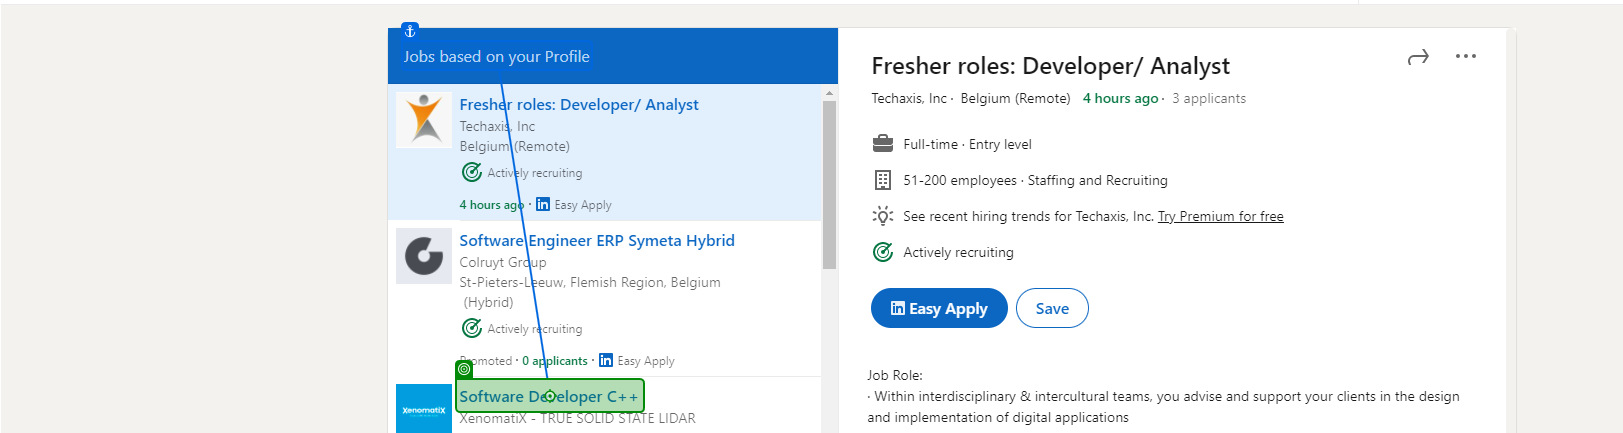 Jobs based on your Profile
Fresher roles: Developer/ Analyst
Techaxis, Inc
Belgium (Remote)
Actively recruiting
4 hours ago · in Easy Apply
Software Engineer ERP Symeta Hybrid
Colruyt Group
St-Pieters-Leeuw, Flemish Region, Belgium
(Hybrid)
Actively recruiting
Promoted · 0 applicants · in Easy Apply
XenomatiX
Software Developer C++
XenomatiX - TRUE SOLID STATE LIDAR
Fresher roles: Developer/ Analyst
Techaxis, Inc · Belgium (Remote) 4 hours ago · 3 applicants
Full-time · Entry level
51-200 employees · Staffing and Recruiting
See recent hiring trends for Techaxis, Inc. Try Premium for free
Actively recruiting
in Easy Apply
Save
Job Role:
· Within interdisciplinary & intercultural teams, you advise and support your clients in the design
and implementation of digital applications